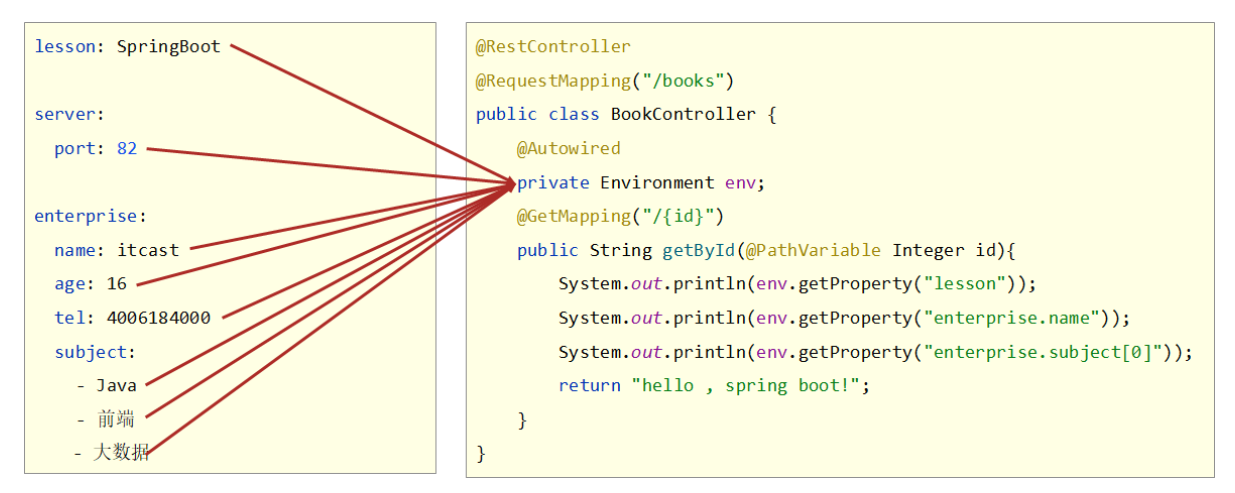 lesson: SpringBoot
server:
  port: 82
enterprise:
  name: itcast
  age: 16
  tel: 4006184000
  subject:
    - Java
    - 前端
    - 大数据
@RestController
@RequestMapping("/books")
public class BookController {
    @Autowired
    private Environment env;
    @GetMapping("/{id}")
    public String getById(@PathVariable Integer id){
        System.out.println(env.getProperty("lesson"));
        System.out.println(env.getProperty("enterprise.name"));
        System.out.println(env.getProperty("enterprise.subject[0]"));
        return "hello , spring boot!";
    }
}